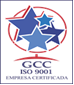 GCC
ISO 9001
EMPRESA CERTIFICADA